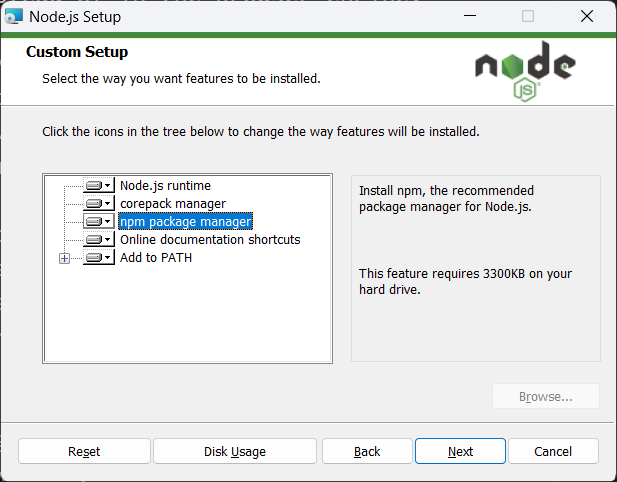 Node.js Setup
Custom Setup
Select the way you want features to be installed.
node
JS
Click the icons in the tree below to change the way features will be installed.
Node.js runtime
corepack manager
npm package manager
Online documentation shortcuts
Add to PATH
Install npm, the recommended
package manager for Node.js.
This feature requires 3300KB on your
hard drive.
Browse...
Reset
Disk Usage
Back
Next
Cancel